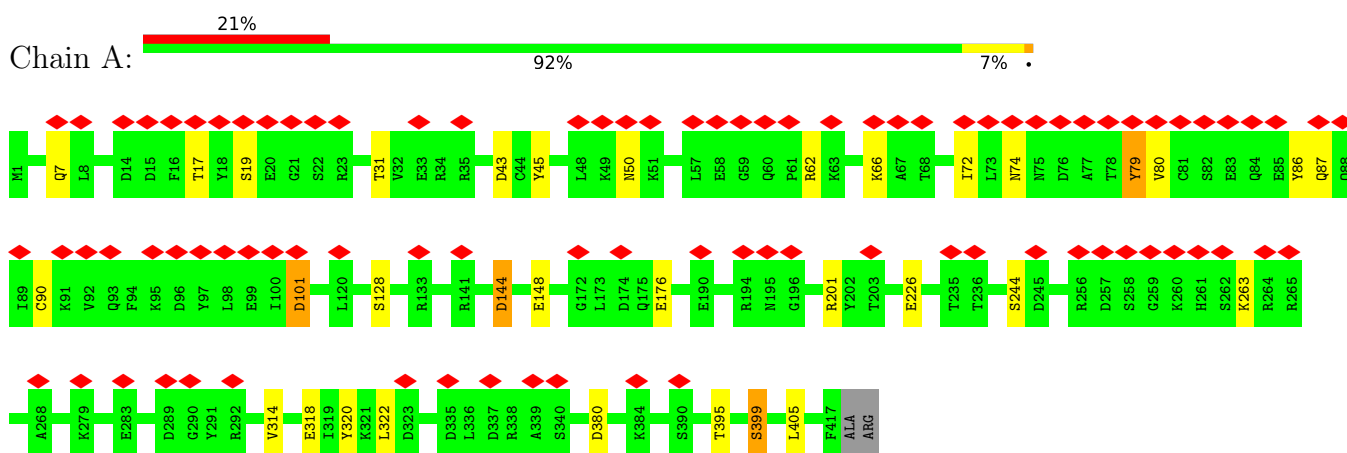 21%
Chain A:
92% 7% •
M1 Q7 L8 D14 D15 F16 T17 Y18 S19 E20 G21 S22 R23 T31 V32 E33 R34 R35 D43 C44 Y45 L48 K49 N50 K51 L57 E58 G59 Q60 P61 R62 K63 K66 A67 T68 I72 L73 N74 N75 D76 A77 T78 Y79 V80 C81 S82 E83 Q84 E85 Y86 Q87 Q88
I89 C90 K91 V92 Q93 F94 K95 D96 Y97 L98 E99 I100 D101 L120 S128 R133 R141 D144 E148 G172 L173 D174 Q175 E176 E190 R194 N195 G196 R201 Y202 T203 E226 T235 T236 S244 D245 R256 D257 S258 G259 K260 H261 S262 K263 R264 R265
A268 K279 E283 D289 G290 Y291 R292 V314 E318 I319 Y320 K321 L322 D323 D335 L336 D337 R338 A339 S340 D380 K384 S390 T395 S399 L405 F417 ALA ARG